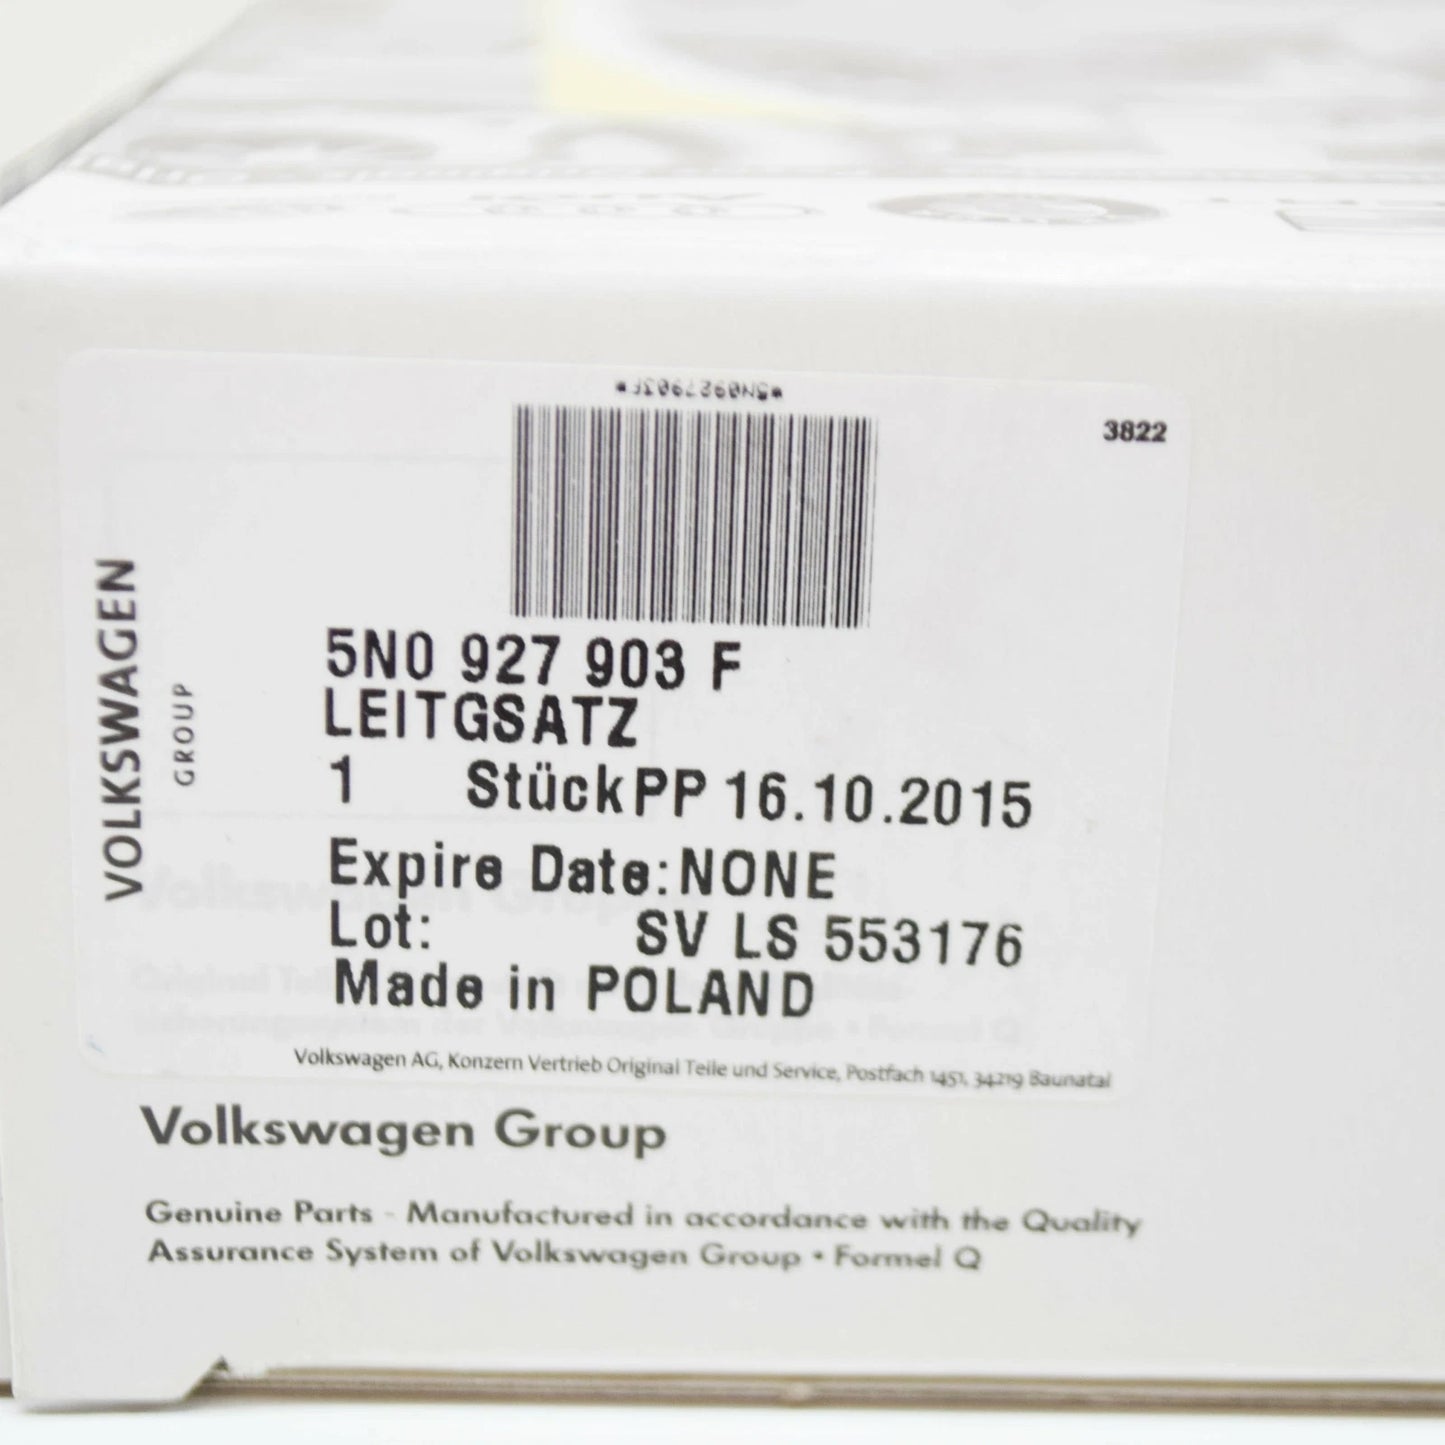 *5N0927903F*
3822
VOLKSWAGEN
GROUP
5N0 927 903 F
LEITGSATZ
1 Stück PP 16.10.2015
Expire Date: NONE
Lot: SV LS 553176
Made in POLAND
Volkswagen AG, Konzern Vertrieb Original Teile und Service, Postfach 1451, 34219 Baunatal
Volkswagen Group
Genuine Parts - Manufactured in accordance with the Quality
Assurance System of Volkswagen Group • Formel Q